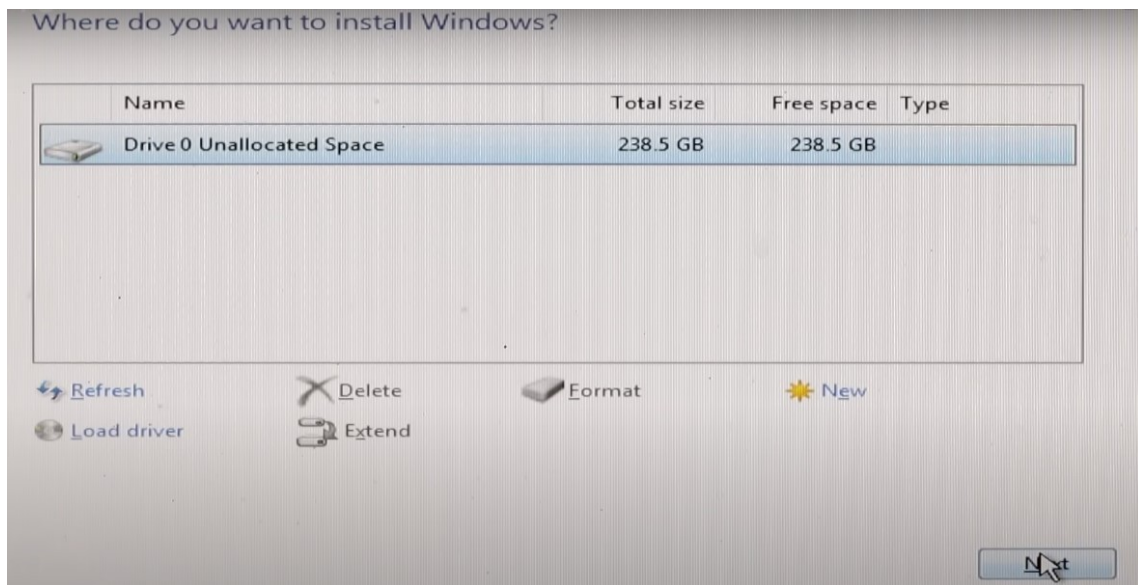 Where do you want to install Windows?
Name Total size Free space Type
Drive 0 Unallocated Space 238.5 GB 238.5 GB
Refresh Delete Format New
Load driver Extend
Next